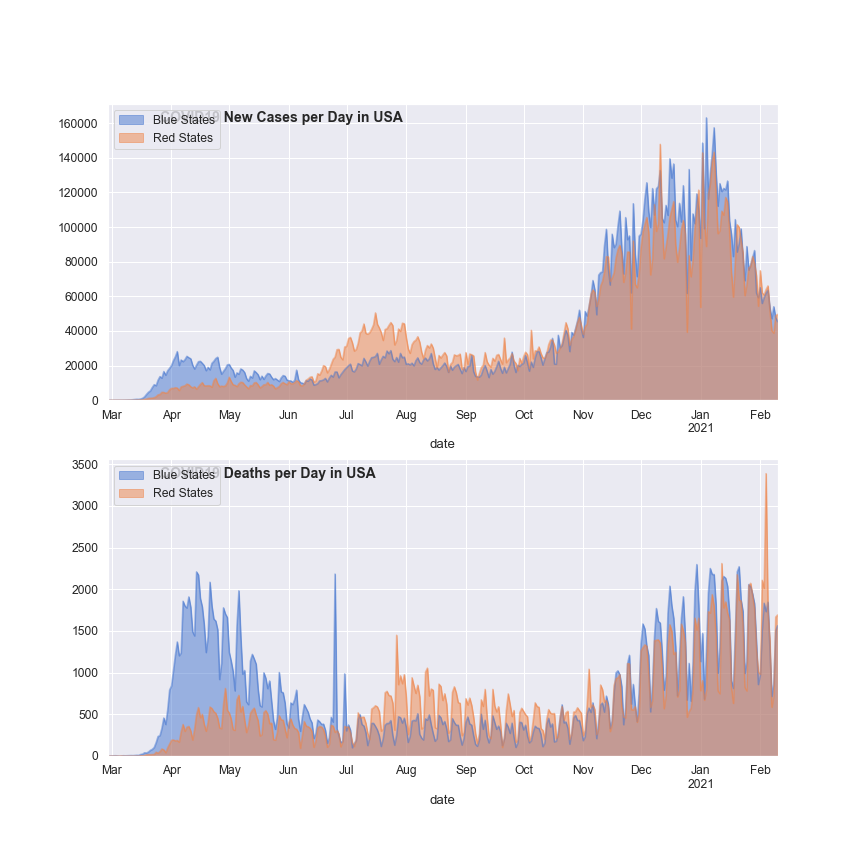 COVID19 New Cases per Day in USA
Blue States
Red States
160000
140000
120000
100000
80000
60000
40000
20000
0
Mar Apr May Jun Jul Aug Sep Oct Nov Dec Jan Feb
2021
date
COVID19 Deaths per Day in USA
Blue States
Red States
3500
3000
2500
2000
1500
1000
500
0
Mar Apr May Jun Jul Aug Sep Oct Nov Dec Jan Feb
2021
date